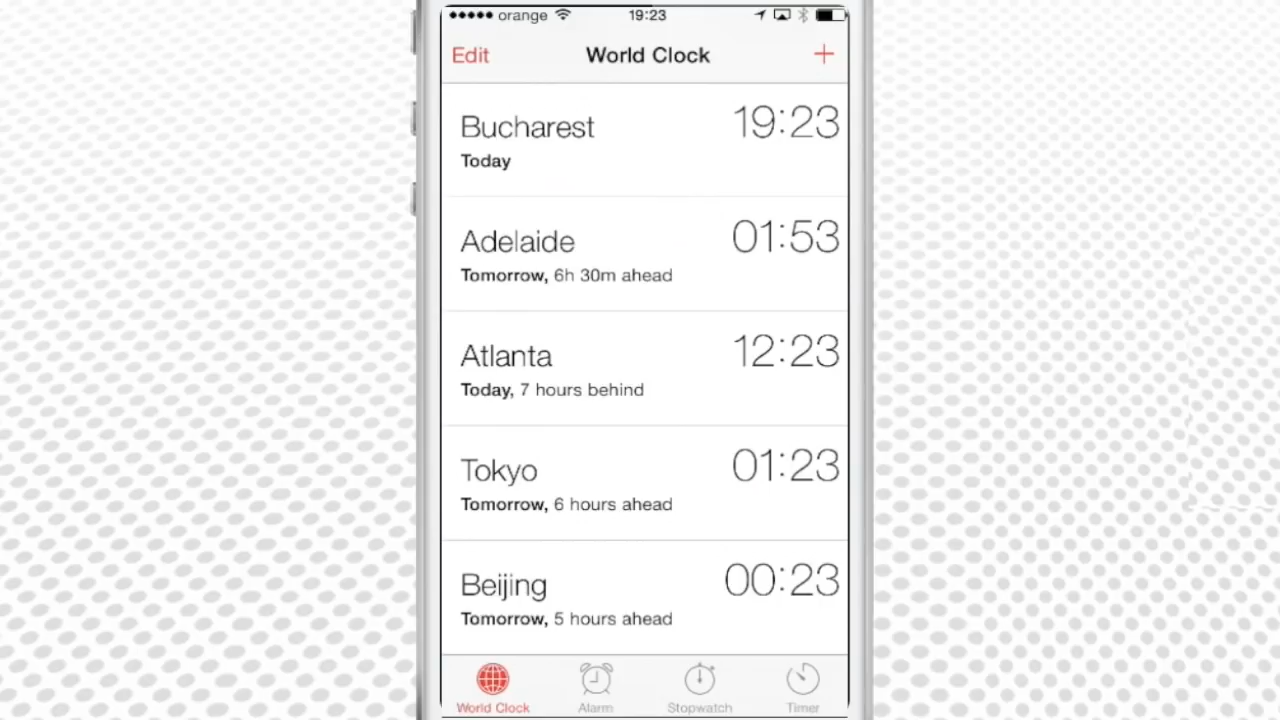 orange 19:23
Edit World Clock +
Bucharest 19:23
Today
Adelaide 01:53
Tomorrow, 6h 30m ahead
Atlanta 12:23
Today, 7 hours behind
Tokyo 01:23
Tomorrow, 6 hours ahead
Beijing 00:23
Tomorrow, 5 hours ahead
World Clock Alarm Stopwatch Timer